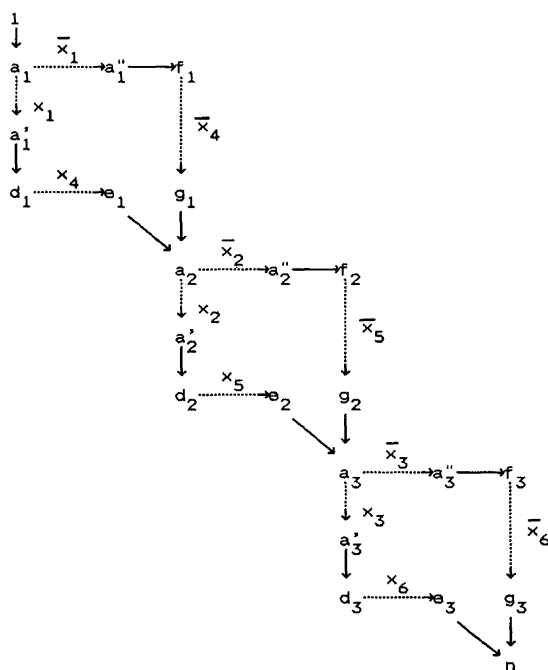 1
x̅₁
a₁ a₁" f₁
x₁ x̅₄
a₁'
x₄
d₁ e₁ g₁
x̅₂
a₂ a₂" f₂
x₂ x̅₅
a₂'
x₅
d₂ e₂ g₂
x̅₃
a₃ a₃" f₃
x₃ x̅₆
a₃'
x₆
d₃ e₃ g₃
n